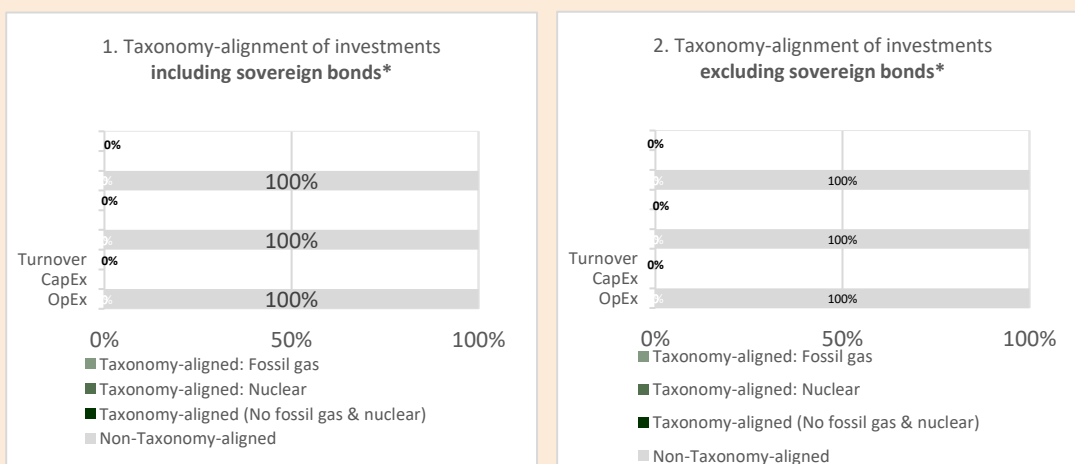 1. Taxonomy-alignment of investments
including sovereign bonds*
0%
100%
0%
100%
Turnover
0%
CapEx
OpEx
100%
0%
50%
100%
Taxonomy-aligned: Fossil gas
Taxonomy-aligned: Nuclear
Taxonomy-aligned (No fossil gas & nuclear)
Non-Taxonomy-aligned
2. Taxonomy-alignment of investments
excluding sovereign bonds*
0%
100%
0%
100%
Turnover
0%
CapEx
OpEx
100%
0%
50%
100%
Taxonomy-aligned: Fossil gas
Taxonomy-aligned: Nuclear
Taxonomy-aligned (No fossil gas & nuclear)
Non-Taxonomy-aligned